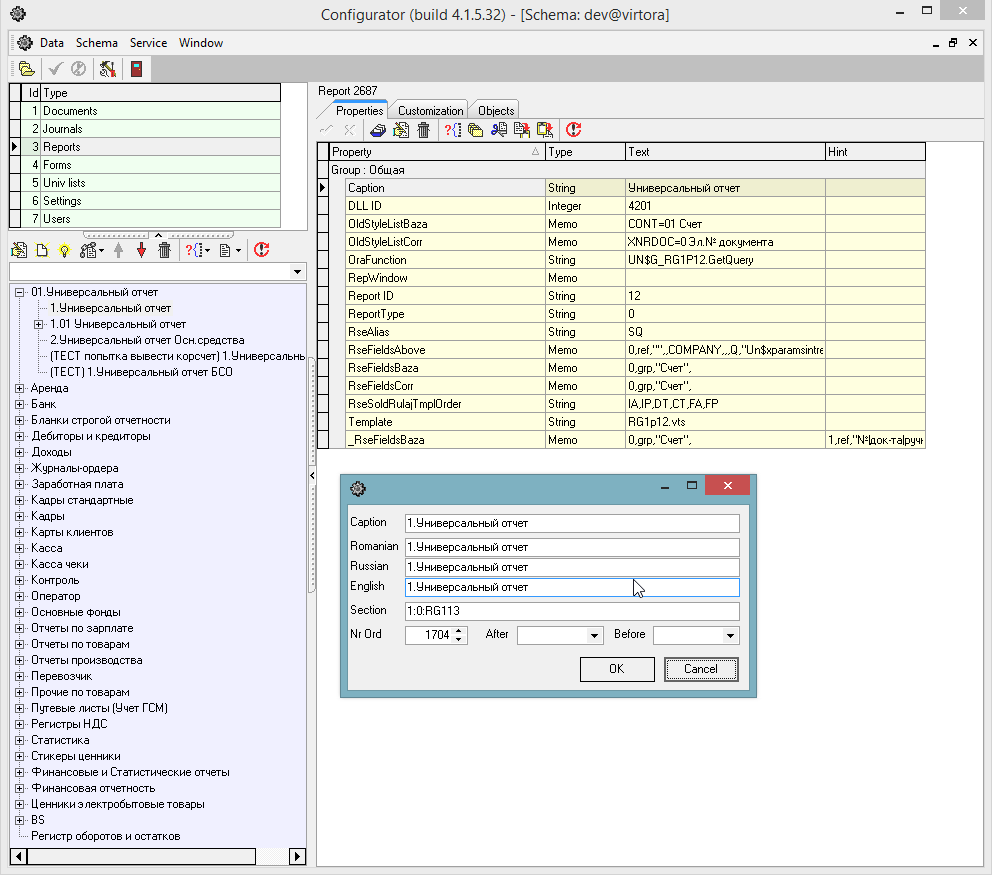 Configurator (build 4.1.5.32) - [Schema: dev@virtora]
Data Schema Service Window
Id Type
1 Documents
2 Journals
3 Reports
4 Forms
5 Univ lists
6 Settings
7 Users
01.Универсальный отчет
1.Универсальный отчет
1.01 Универсальный отчет
2.Универсальный отчет Осн.средства
(ТЕСТ попытка вывести корсчет) 1.Универсальнь
(ТЕСТ) 1.Универсальный отчет БСО
Аренда
Банк
Бланки строгой отчетности
Дебиторы и кредиторы
Доходы
Журналы-ордера
Заработная плата
Кадры стандартные
Кадры
Карты клиентов
Касса
Касса чеки
Контроль
Оператор
Основные фонды
Отчеты по зарплате
Отчеты по товарам
Отчеты производства
Перевозчик
Прочие по товарам
Путевые листы (Учет ГСМ)
Регистры НДС
Статистика
Стикеры ценники
Финансовые и Статистические отчеты
Финансовая отчетность
Ценники электробытовые товары
BS
Регистр оборотов и остатков
Report 2687
Properties Customization Objects
Property Type Text Hint
Group : Общая
Caption String Универсальный отчет
DLL ID Integer 4201
OldStyleListBaza Memo CONT=01 Счет
OldStyleListCorr Memo XNRDOC=0 Эл.№ документа
OraFunction String UN$G_RG1P12.GetQuery
RepWindow Memo
Report ID String 12
ReportType String 0
RseAlias String SQ
RseFieldsAbove Memo 0,ref,"'",,COMPANY,,,Q,"Un$xparamsintre
RseFieldsBaza Memo 0,grp,"Счет",
RseFieldsCorr Memo 0,grp,"Счет",
RseSoldRulajTmplOrder String IA,IP,DT,CT,FA,FP
Template String RG1p12.vts
_RseFieldsBaza Memo 0,grp,"Счет", 1,ref,"№|док-та|ручн
Caption 1.Универсальный отчет
Romanian 1.Универсальный отчет
Russian 1.Универсальный отчет
English 1.Универсальный отчет
Section 1:0:RG113
Nr Ord 1704 After Before
OK Cancel